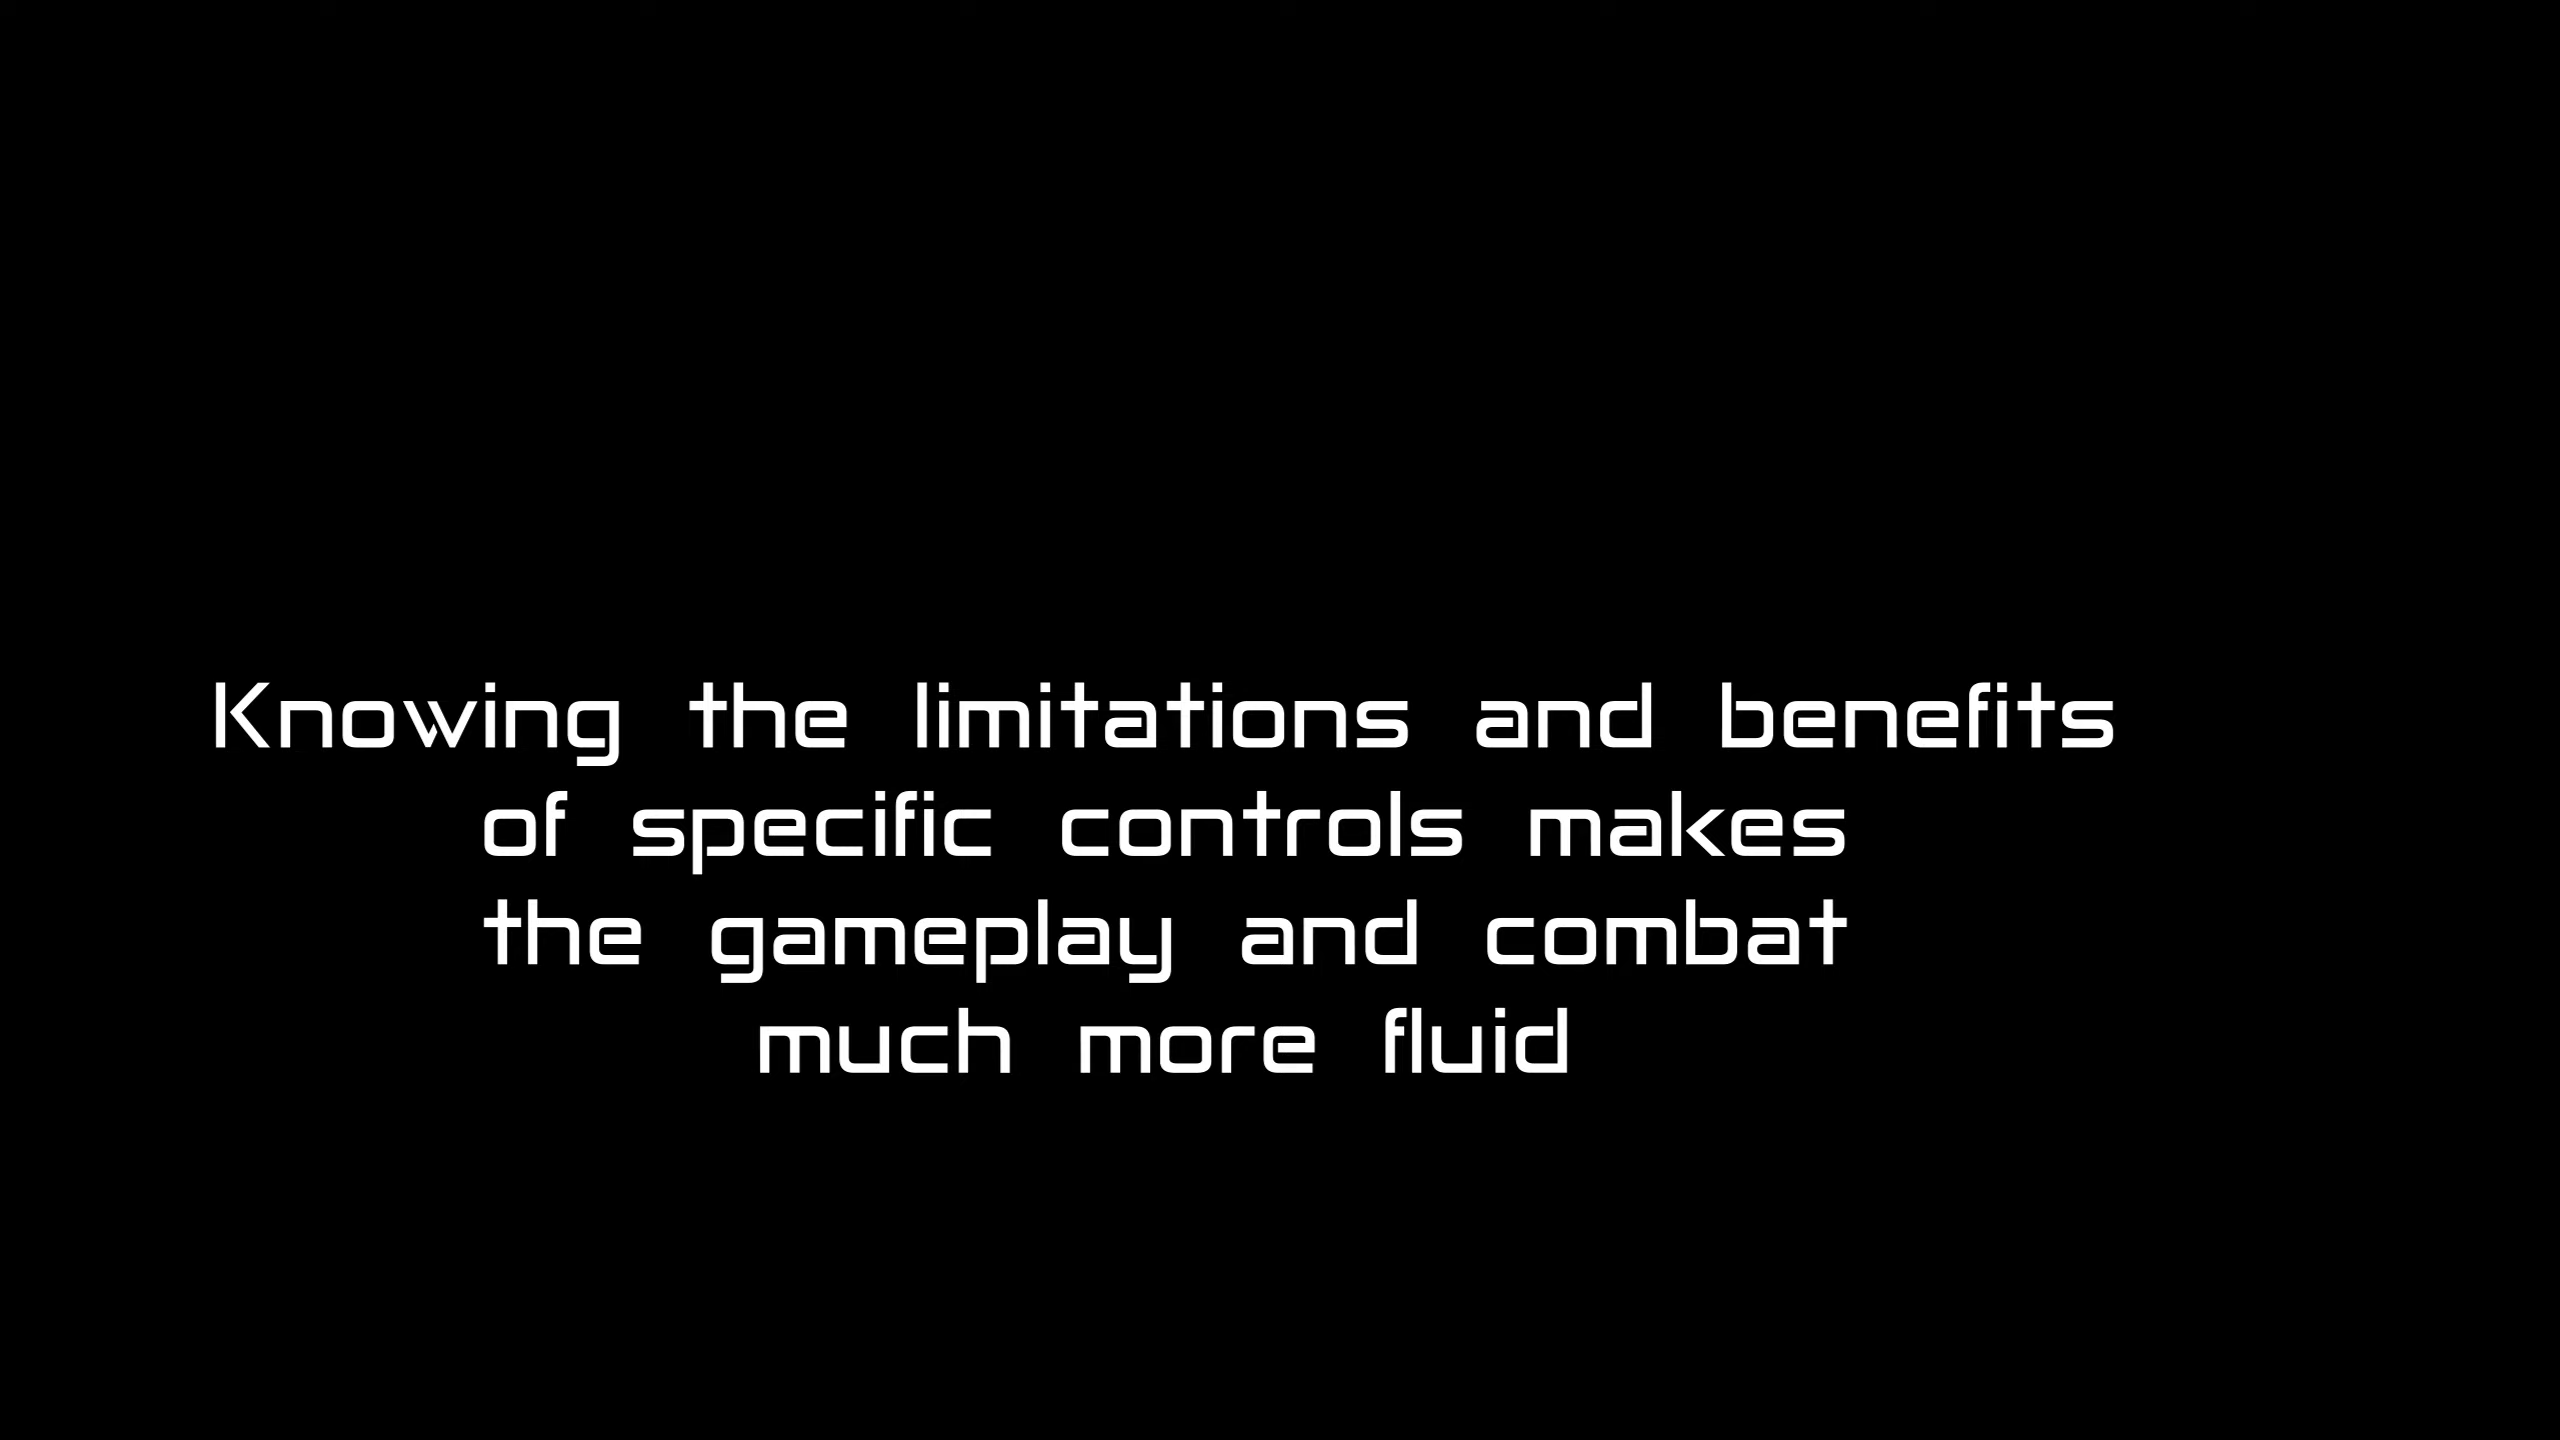 Knowing the limitations and benefits
of specific controls makes
the gameplay and combat
much more fluid